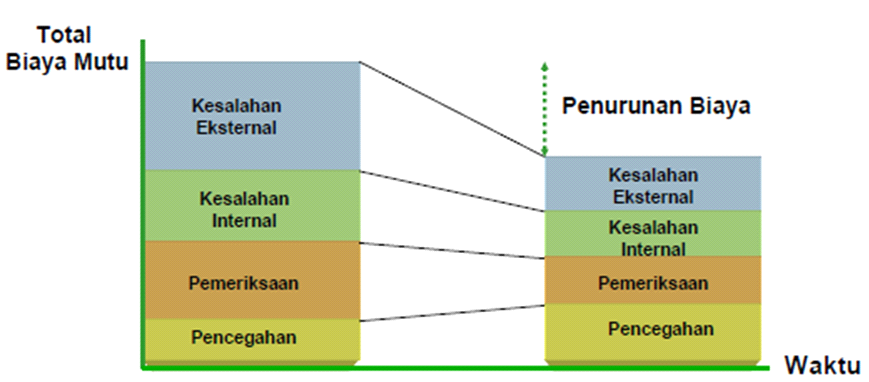 Total
Biaya Mutu
Kesalahan
Eksternal
Kesalahan
Internal
Pemeriksaan
Pencegahan
Penurunan Biaya
Kesalahan
Eksternal
Kesalahan
Internal
Pemeriksaan
Pencegahan
Waktu